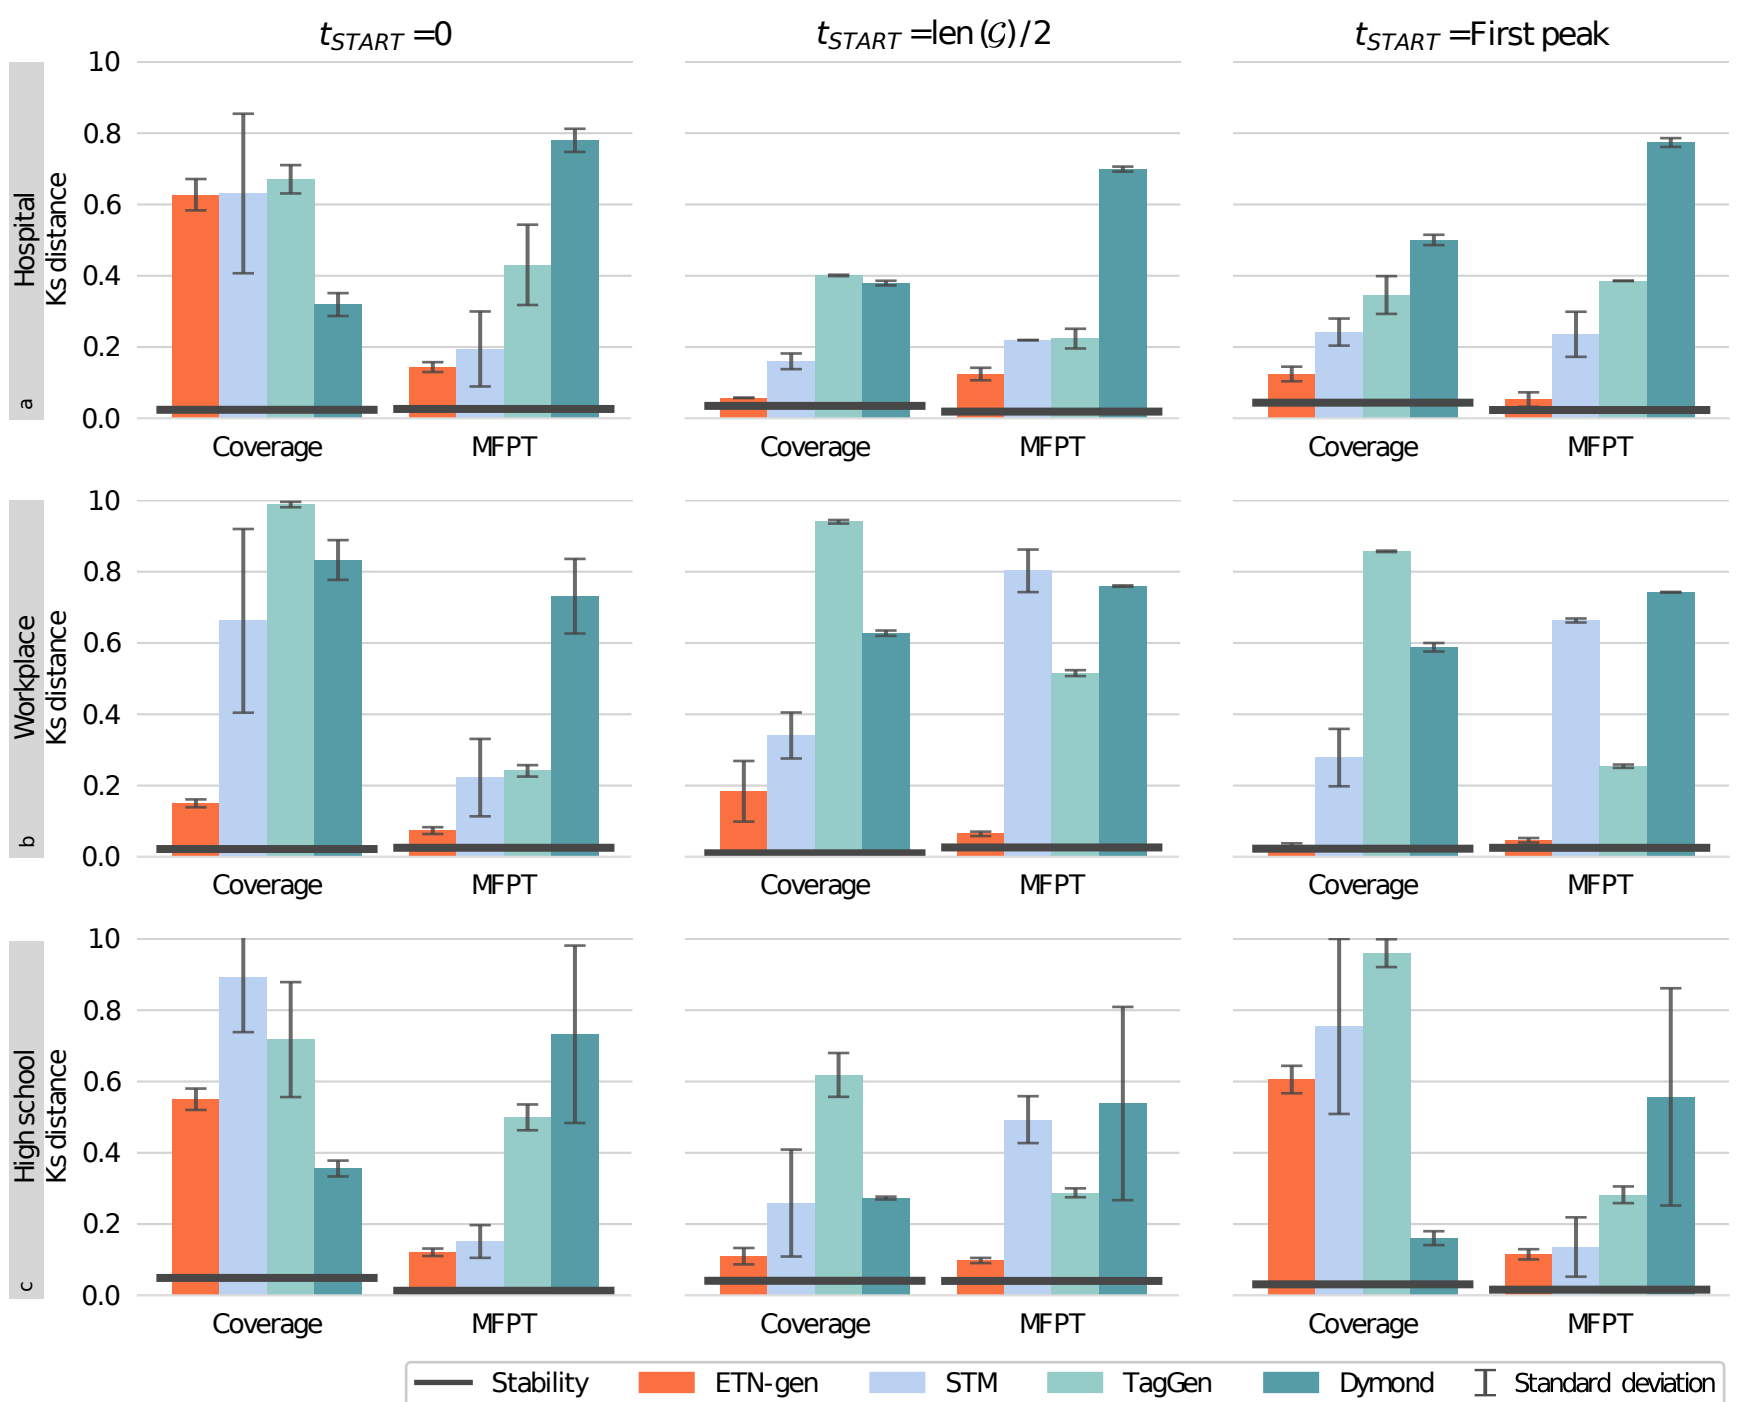 t_START =0
t_START =len(𝒢)/2
t_START =First peak
a
Hospital
Ks distance
10
0.8
0.6
0.4
0.2
0.0
Coverage
MFPT
Coverage
MFPT
Coverage
MFPT
b
Workplace
Ks distance
10
0.8
0.6
0.4
0.2
0.0
Coverage
MFPT
Coverage
MFPT
Coverage
MFPT
c
High school
Ks distance
10
0.8
0.6
0.4
0.2
0.0
Coverage
MFPT
Coverage
MFPT
Coverage
MFPT
Stability ETN-gen STM TagGen Dymond Standard deviation